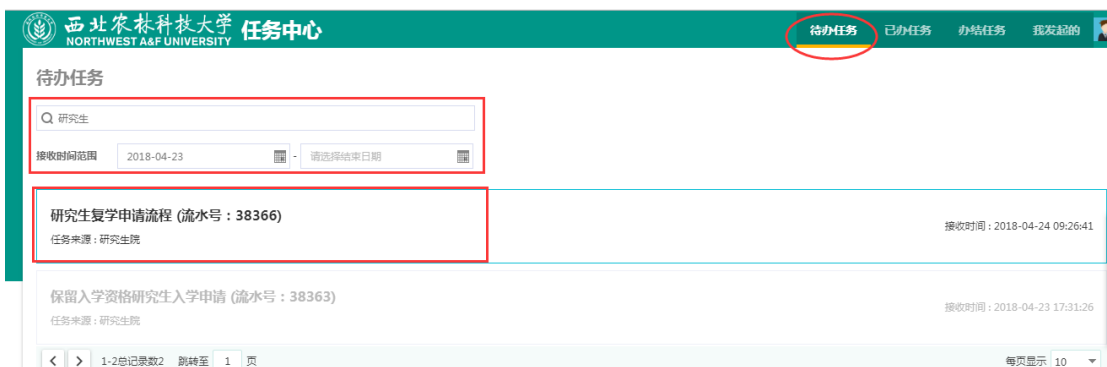 西北农林科技大学 任务中心 待办任务 已办任务 办结任务 我发起的
NORTHWEST A&F UNIVERSITY
待办任务
研究生
接收时间范围 2018-04-23 - 请选择结束日期
研究生复学申请流程 (流水号：38366)
接收时间：2018-04-24 09:26:41
任务来源：研究生院
保留入学资格研究生入学申请 (流水号：38363)
接收时间：2018-04-23 17:31:26
任务来源：研究生院
1-2总记录数2 跳转至 1 页 每页显示 10